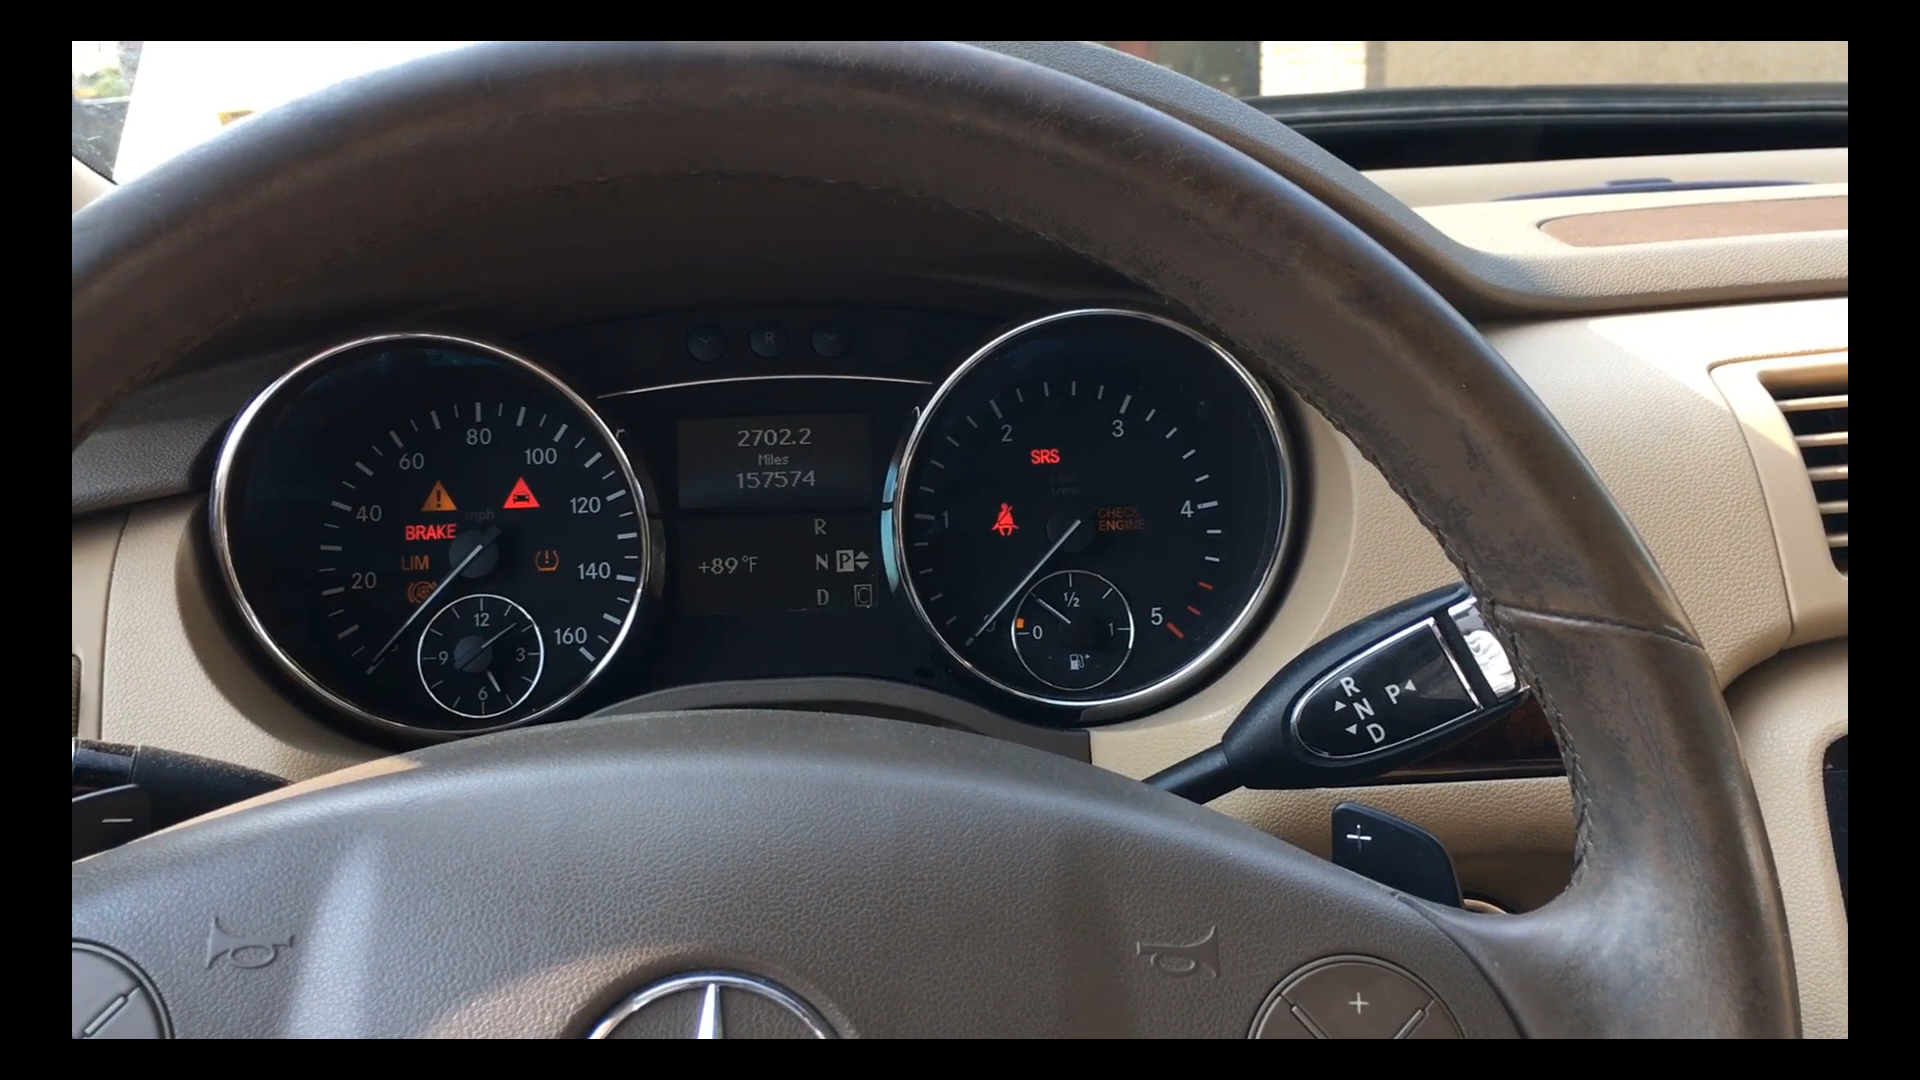 R
80
60
100
40
120
mph
BRAKE
LIM
20
140
12
9
3
6
160
2702.2
Miles
157574
R
+89°F
N P
D C
2
3
SRS
1
4
CHECK
ENGINE
1/2
0
1
5
R
N
D
P
−
+
+